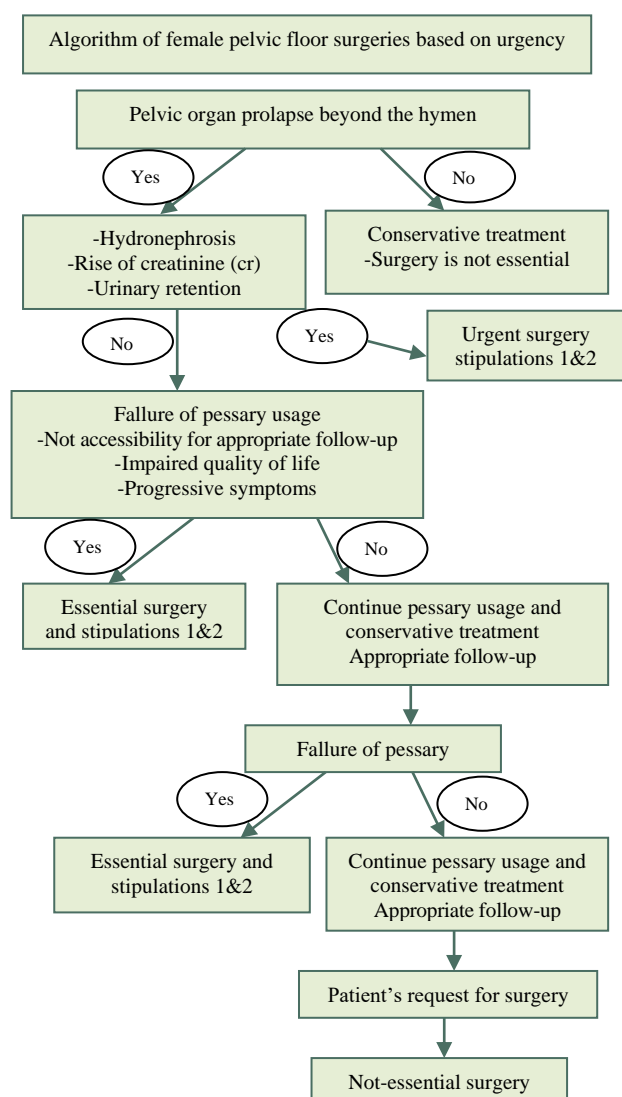 Algorithm of female pelvic floor surgeries based on urgency
Pelvic organ prolapse beyond the hymen
Yes
No
-Hydronephrosis
-Rise of creatinine (cr)
-Urinary retention
Conservative treatment
-Surgery is not essential
No
Yes
Urgent surgery
stipulations 1&2
Fallure of pessary usage
-Not accessibility for appropriate follow-up
-Impaired quality of life
-Progressive symptoms
Yes
No
Essential surgery
and stipulations 1&2
Continue pessary usage and
conservative treatment
Appropriate follow-up
Fallure of pessary
Yes
No
Essential surgery and
stipulations 1&2
Continue pessary usage and
conservative treatment
Appropriate follow-up
Patient's request for surgery
Not-essential surgery